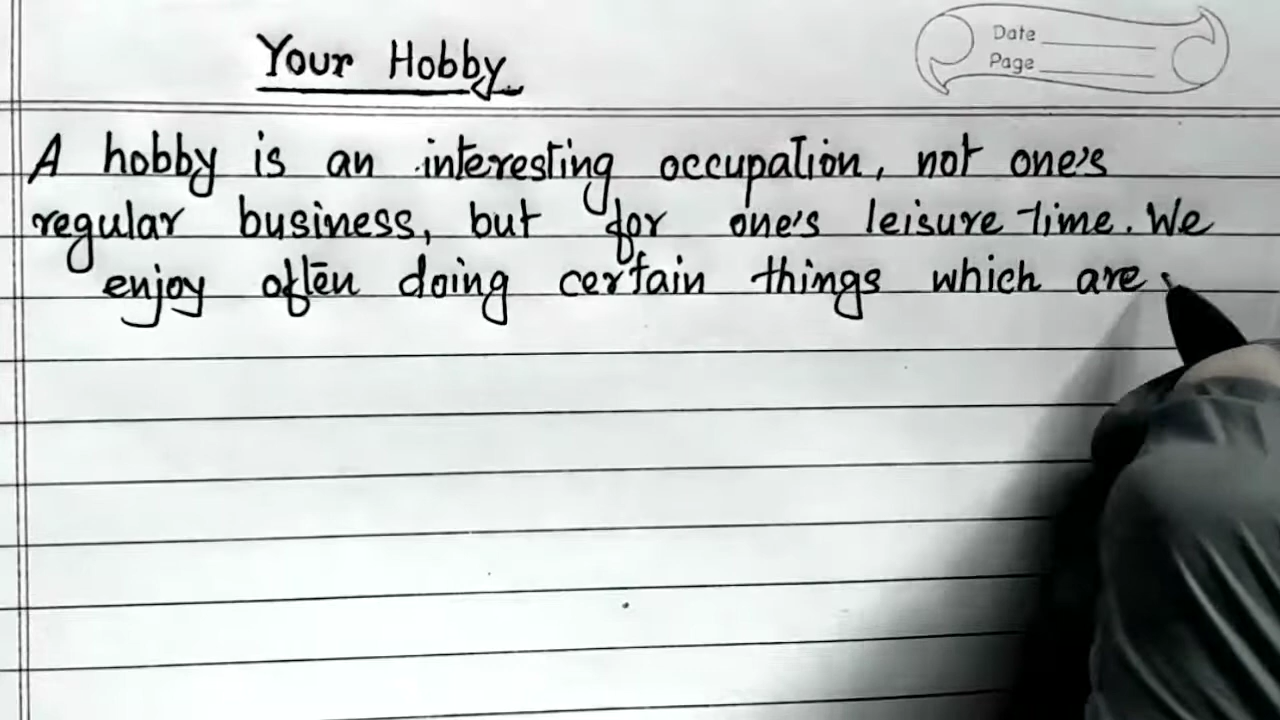 Your Hobby
Date
Page
A hobby is an interesting occupation, not one's
regular business, but for one's leisure time. We
enjoy often doing certain things which are